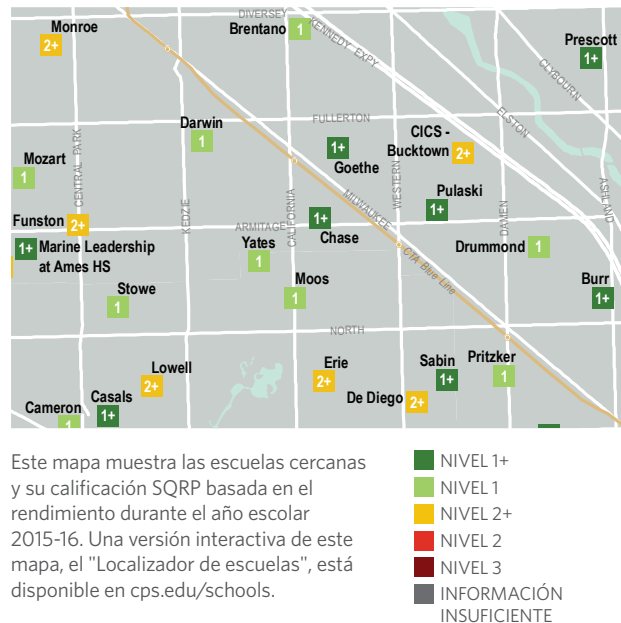 DIVERSEY
Monroe
2+
Brentano
1
KENNEDY EXPY
Prescott
1+
CLYBOURN
ELSTON
Darwin
1
FULLERTON
1+
Goethe
CICS -
Bucktown
2+
Mozart
1
CENTRAL PARK
KEDZIE
CALIFORNIA
MILWAUKEE
WESTERN
DAMEN
ASHLAND
Pulaski
1+
Funston
2+
1+
Marine Leadership
at Ames HS
ARMITAGE
Yates
1
1+
Chase
CTA Blue Line
Drummond
1
Stowe
1
Moos
1
Burr
1+
NORTH
Lowell
2+
Erie
2+
Sabin
1+
Pritzker
1
De Diego
2+
Casals
1+
Cameron
1
Este mapa muestra las escuelas cercanas
y su calificación SQRP basada en el
rendimiento durante el año escolar
2015-16. Una versión interactiva de este
mapa, el "Localizador de escuelas", está
disponible en cps.edu/schools.
NIVEL 1+
NIVEL 1
NIVEL 2+
NIVEL 2
NIVEL 3
INFORMACIÓN
INSUFICIENTE